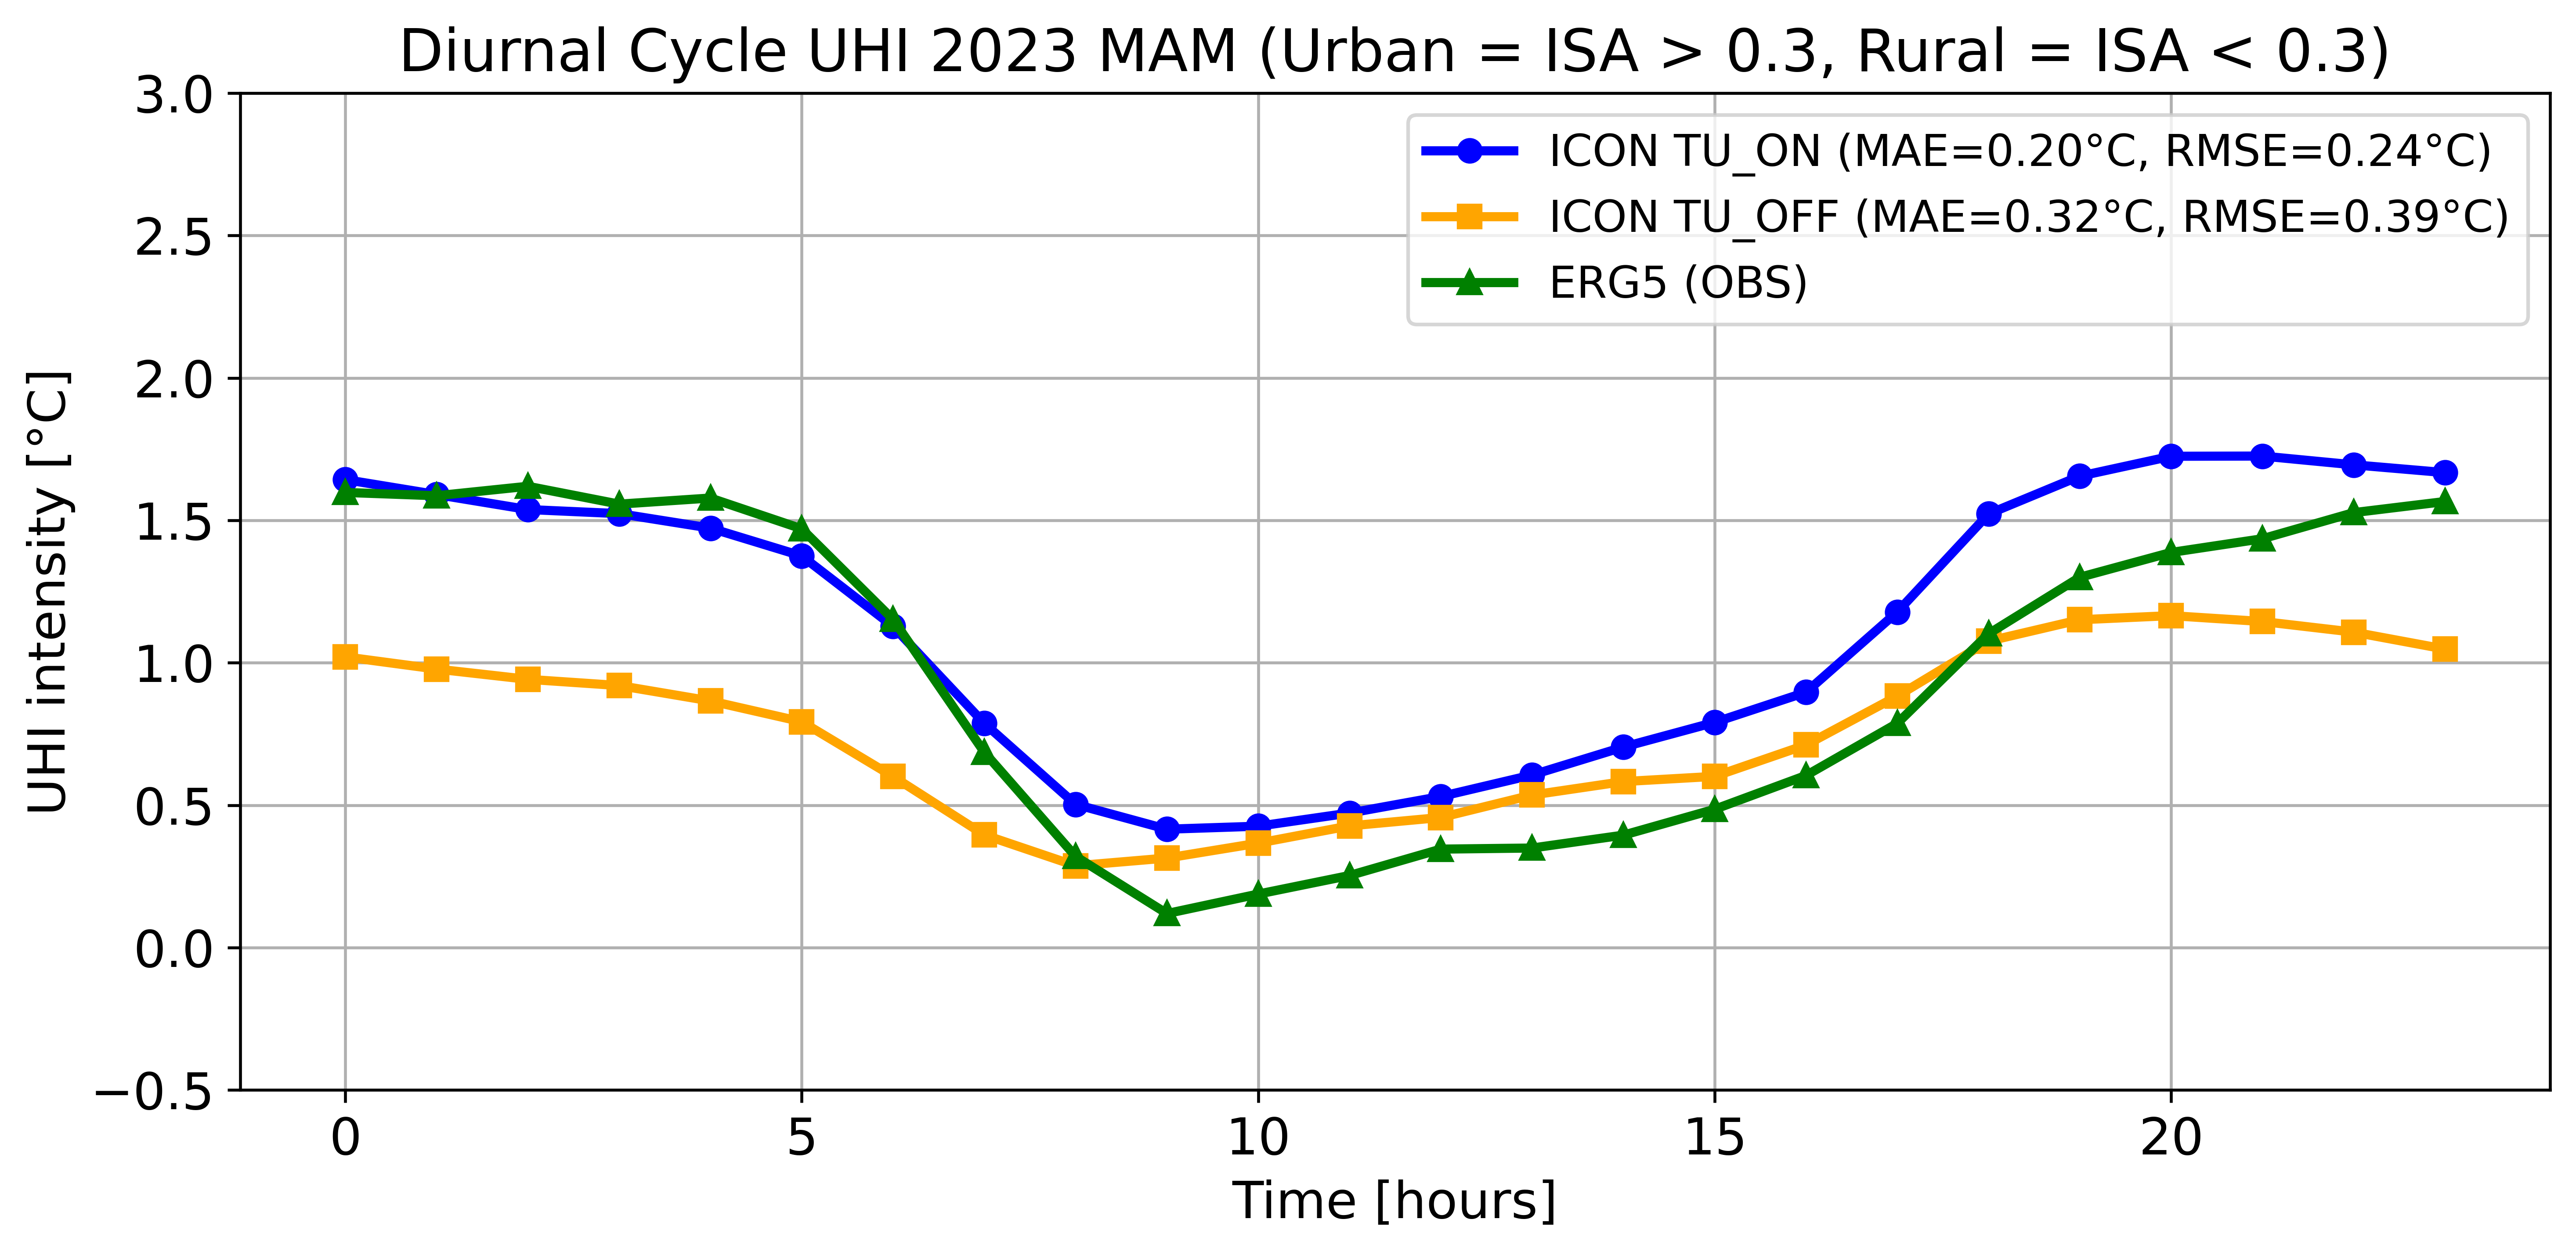 Diurnal Cycle UHI 2023 MAM (Urban = ISA > 0.3, Rural = ISA < 0.3)
3.0
2.5
2.0
1.5
1.0
0.5
0.0
−0.5
UHI intensity [°C]
ICON TU_ON (MAE=0.20°C, RMSE=0.24°C)
ICON TU_OFF (MAE=0.32°C, RMSE=0.39°C)
ERG5 (OBS)
0 5 10 15 20
Time [hours]